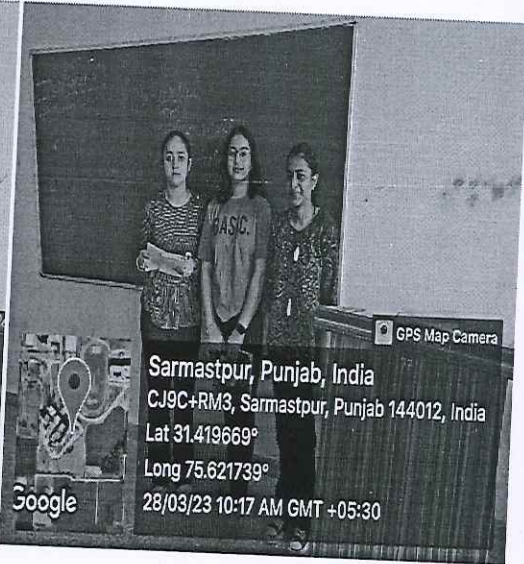 BASIC.
GPS Map Camera
Sarmastpur, Punjab, India
CJ9C+RM3, Sarmastpur, Punjab 144012, India
Lat 31.419669°
Long 75.621739°
28/03/23 10:17 AM GMT +05:30
Google